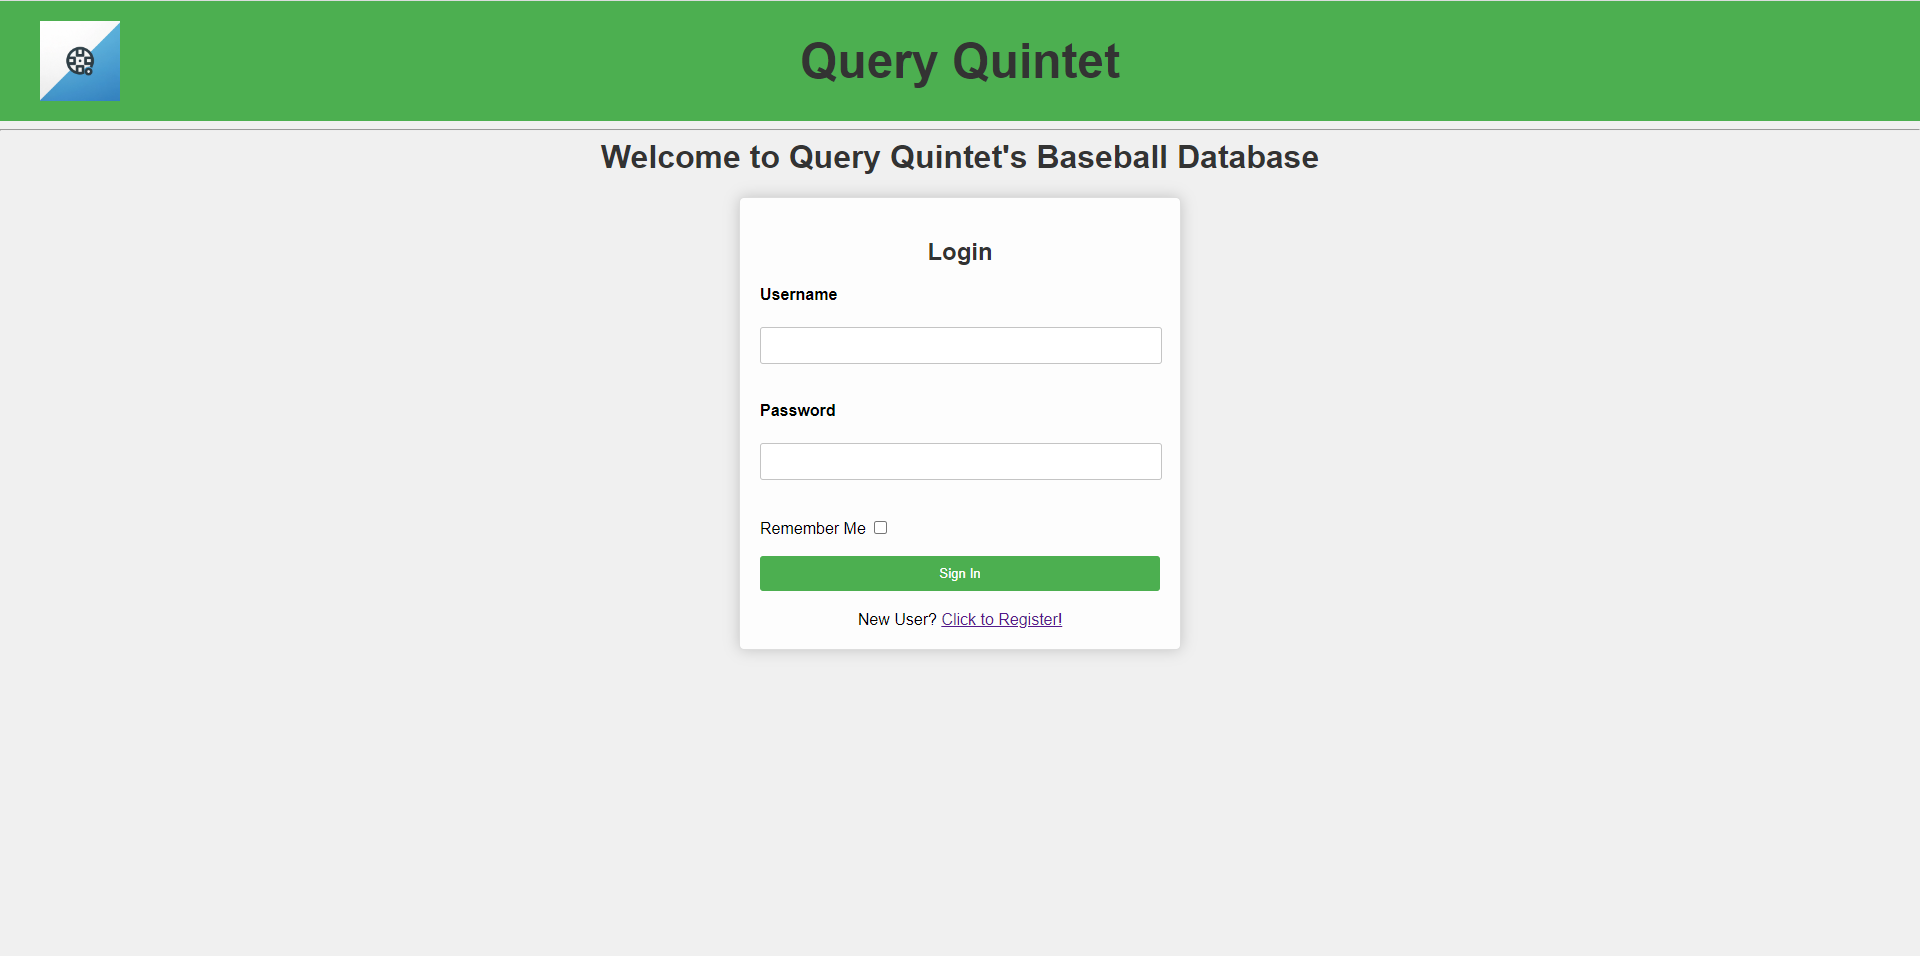 Query Quintet
Welcome to Query Quintet's Baseball Database
Login
Username
Password
Remember Me
Sign In
New User? Click to Register!